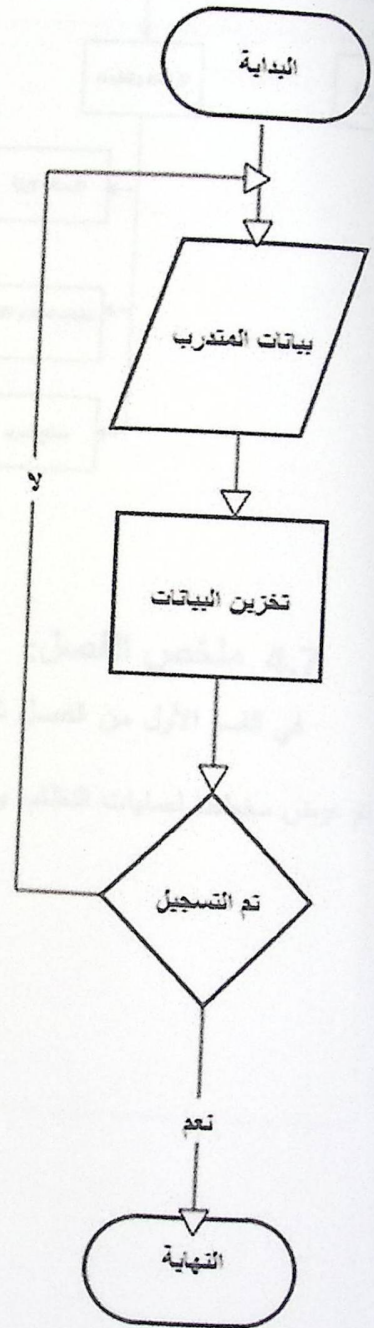 البداية
بيانات المتدرب
تخزين البيانات
تم التسجيل
لا
نعم
النهاية